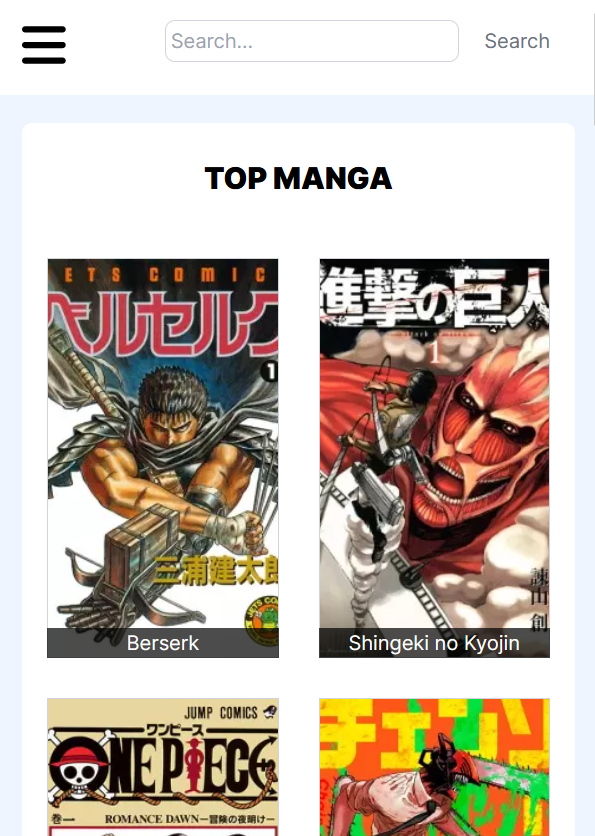 Search...
Search
TOP MANGA
ETS COMIC
ベルセルク
1
三浦建太郎
JETS CO
Berserk
進撃の巨人
1
諫山 創
Shingeki no Kyojin
JUMP COMICS
ワンピース
ONE PIECE
巻一 ROMANCE DAWN—冒険の夜明け—
チェンソ